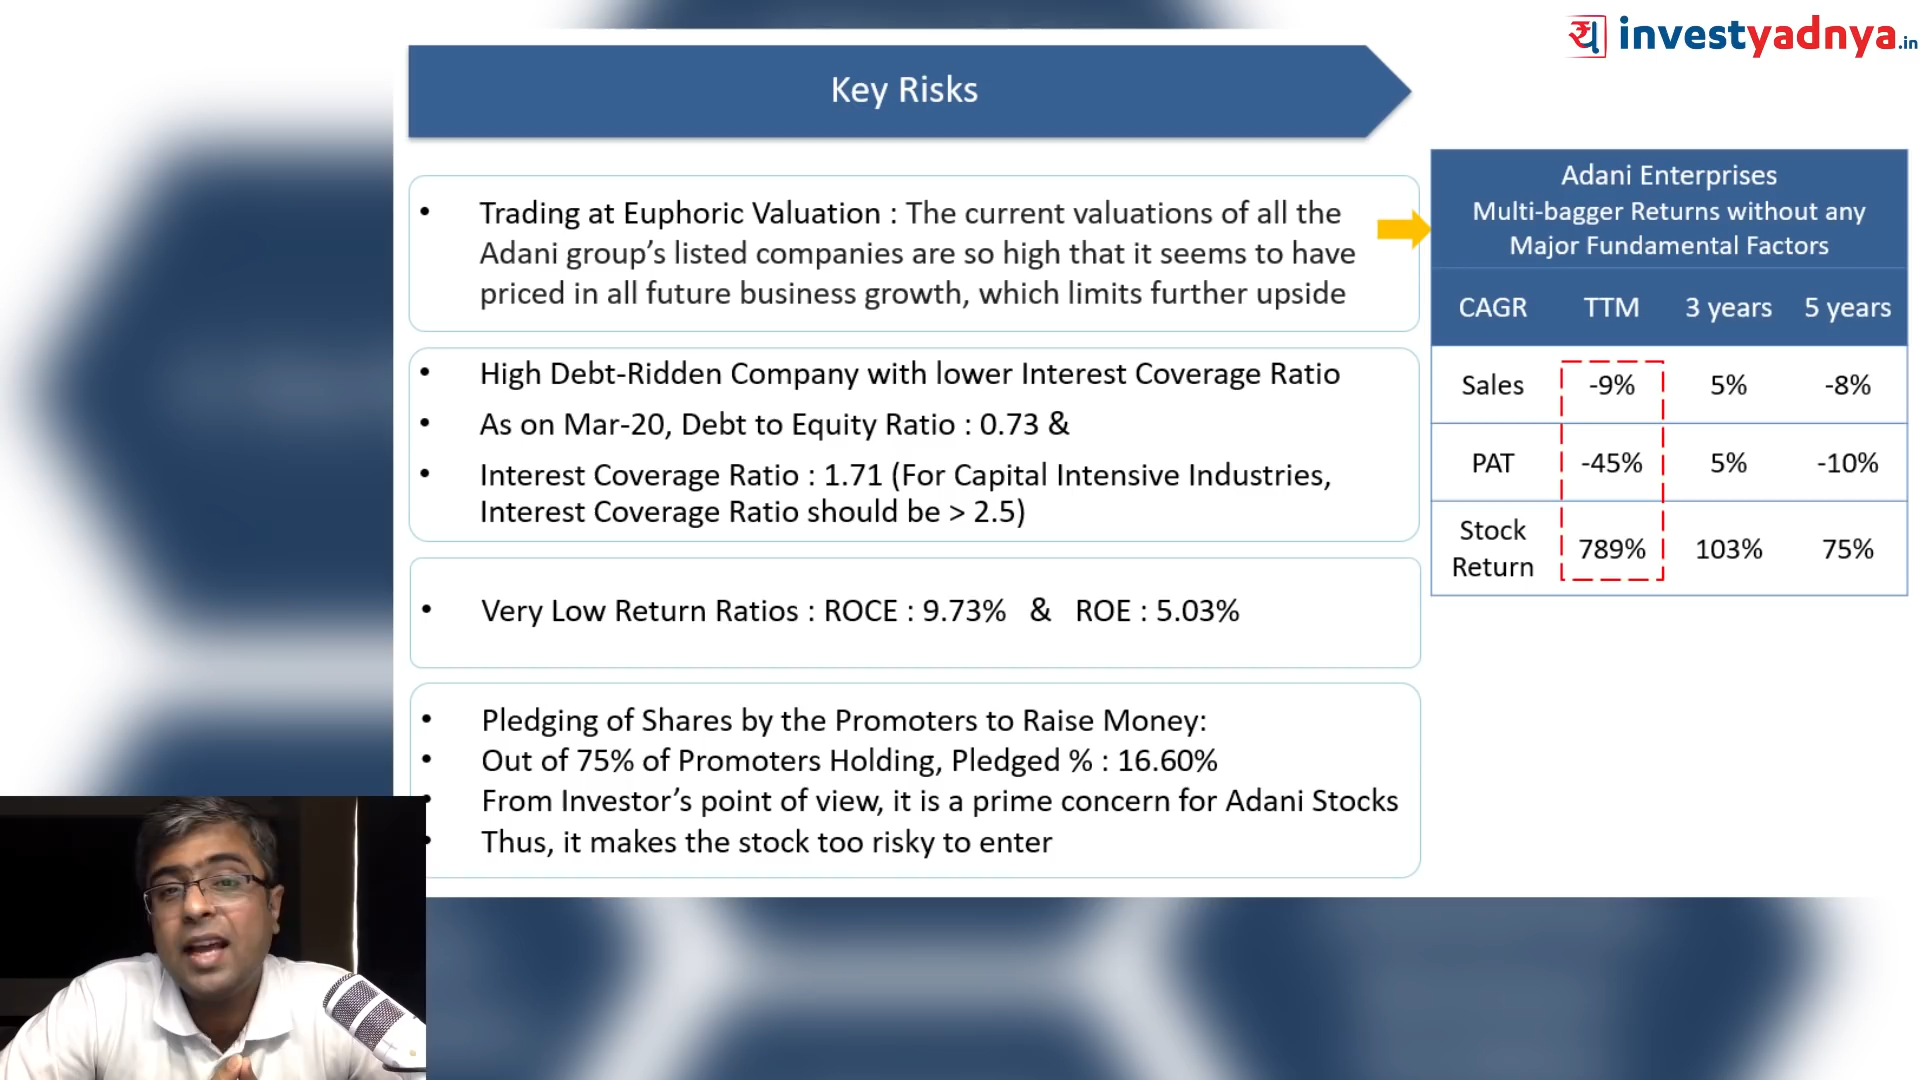 investyadnya.in
Key Risks
• Trading at Euphoric Valuation : The current valuations of all the
Adani group’s listed companies are so high that it seems to have
priced in all future business growth, which limits further upside
• High Debt-Ridden Company with lower Interest Coverage Ratio
• As on Mar-20, Debt to Equity Ratio : 0.73 &
• Interest Coverage Ratio : 1.71 (For Capital Intensive Industries,
Interest Coverage Ratio should be > 2.5)
• Very Low Return Ratios : ROCE : 9.73% & ROE : 5.03%
• Pledging of Shares by the Promoters to Raise Money:
• Out of 75% of Promoters Holding, Pledged % : 16.60%
• From Investor’s point of view, it is a prime concern for Adani Stocks
• Thus, it makes the stock too risky to enter
Adani Enterprises
Multi-bagger Returns without any
Major Fundamental Factors
CAGR TTM 3 years 5 years
Sales -9% 5% -8%
PAT -45% 5% -10%
Stock
Return 789% 103% 75%